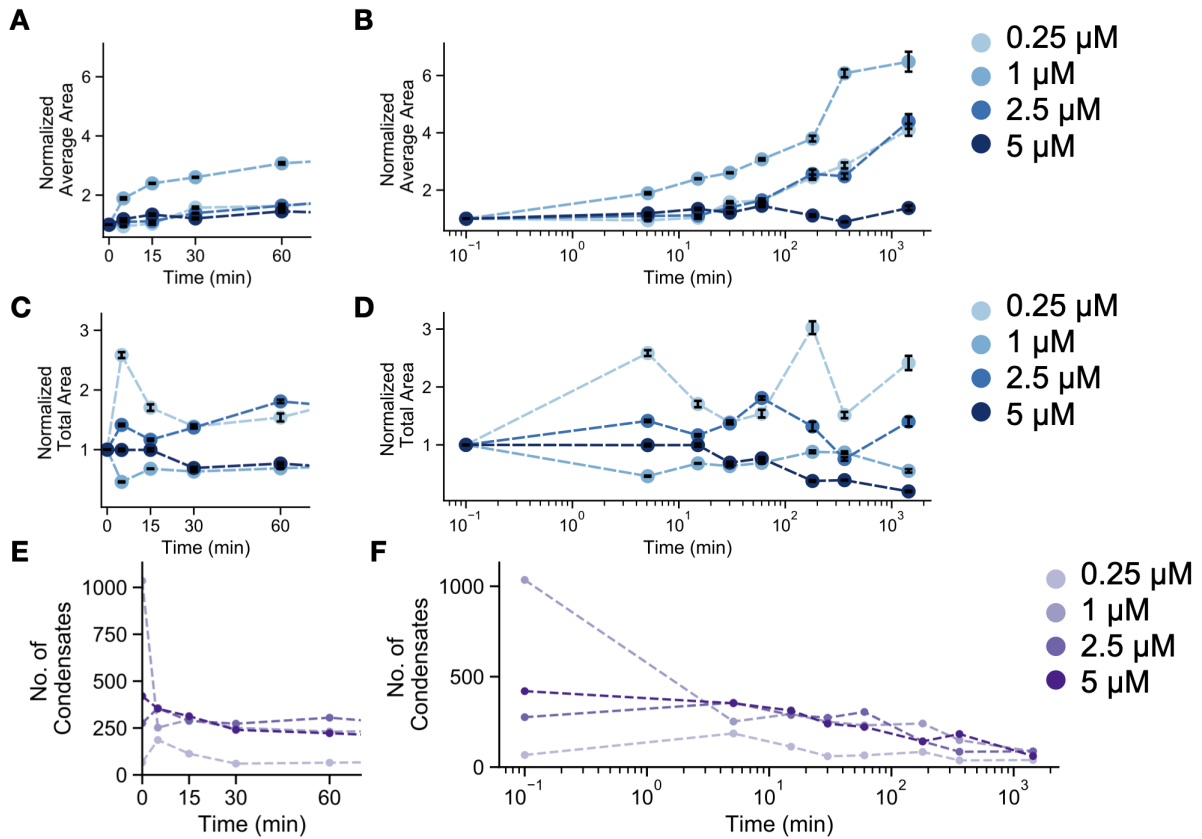 A
Normalized
Average Area
6
4
2
0
15
30
60
Time (min)
B
Normalized
Average Area
6
4
2
10⁻¹
10⁰
10¹
10²
10³
Time (min)
0.25 µM
1 µM
2.5 µM
5 µM
C
Normalized
Total Area
3
2
1
0
15
30
60
Time (min)
D
Normalized
Total Area
3
2
1
10⁻¹
10⁰
10¹
10²
10³
Time (min)
0.25 µM
1 µM
2.5 µM
5 µM
E
No. of
Condensates
1000
750
500
250
0
0
15
30
60
Time (min)
F
No. of
Condensates
1000
500
0
10⁻¹
10⁰
10¹
10²
10³
Time (min)
0.25 µM
1 µM
2.5 µM
5 µM